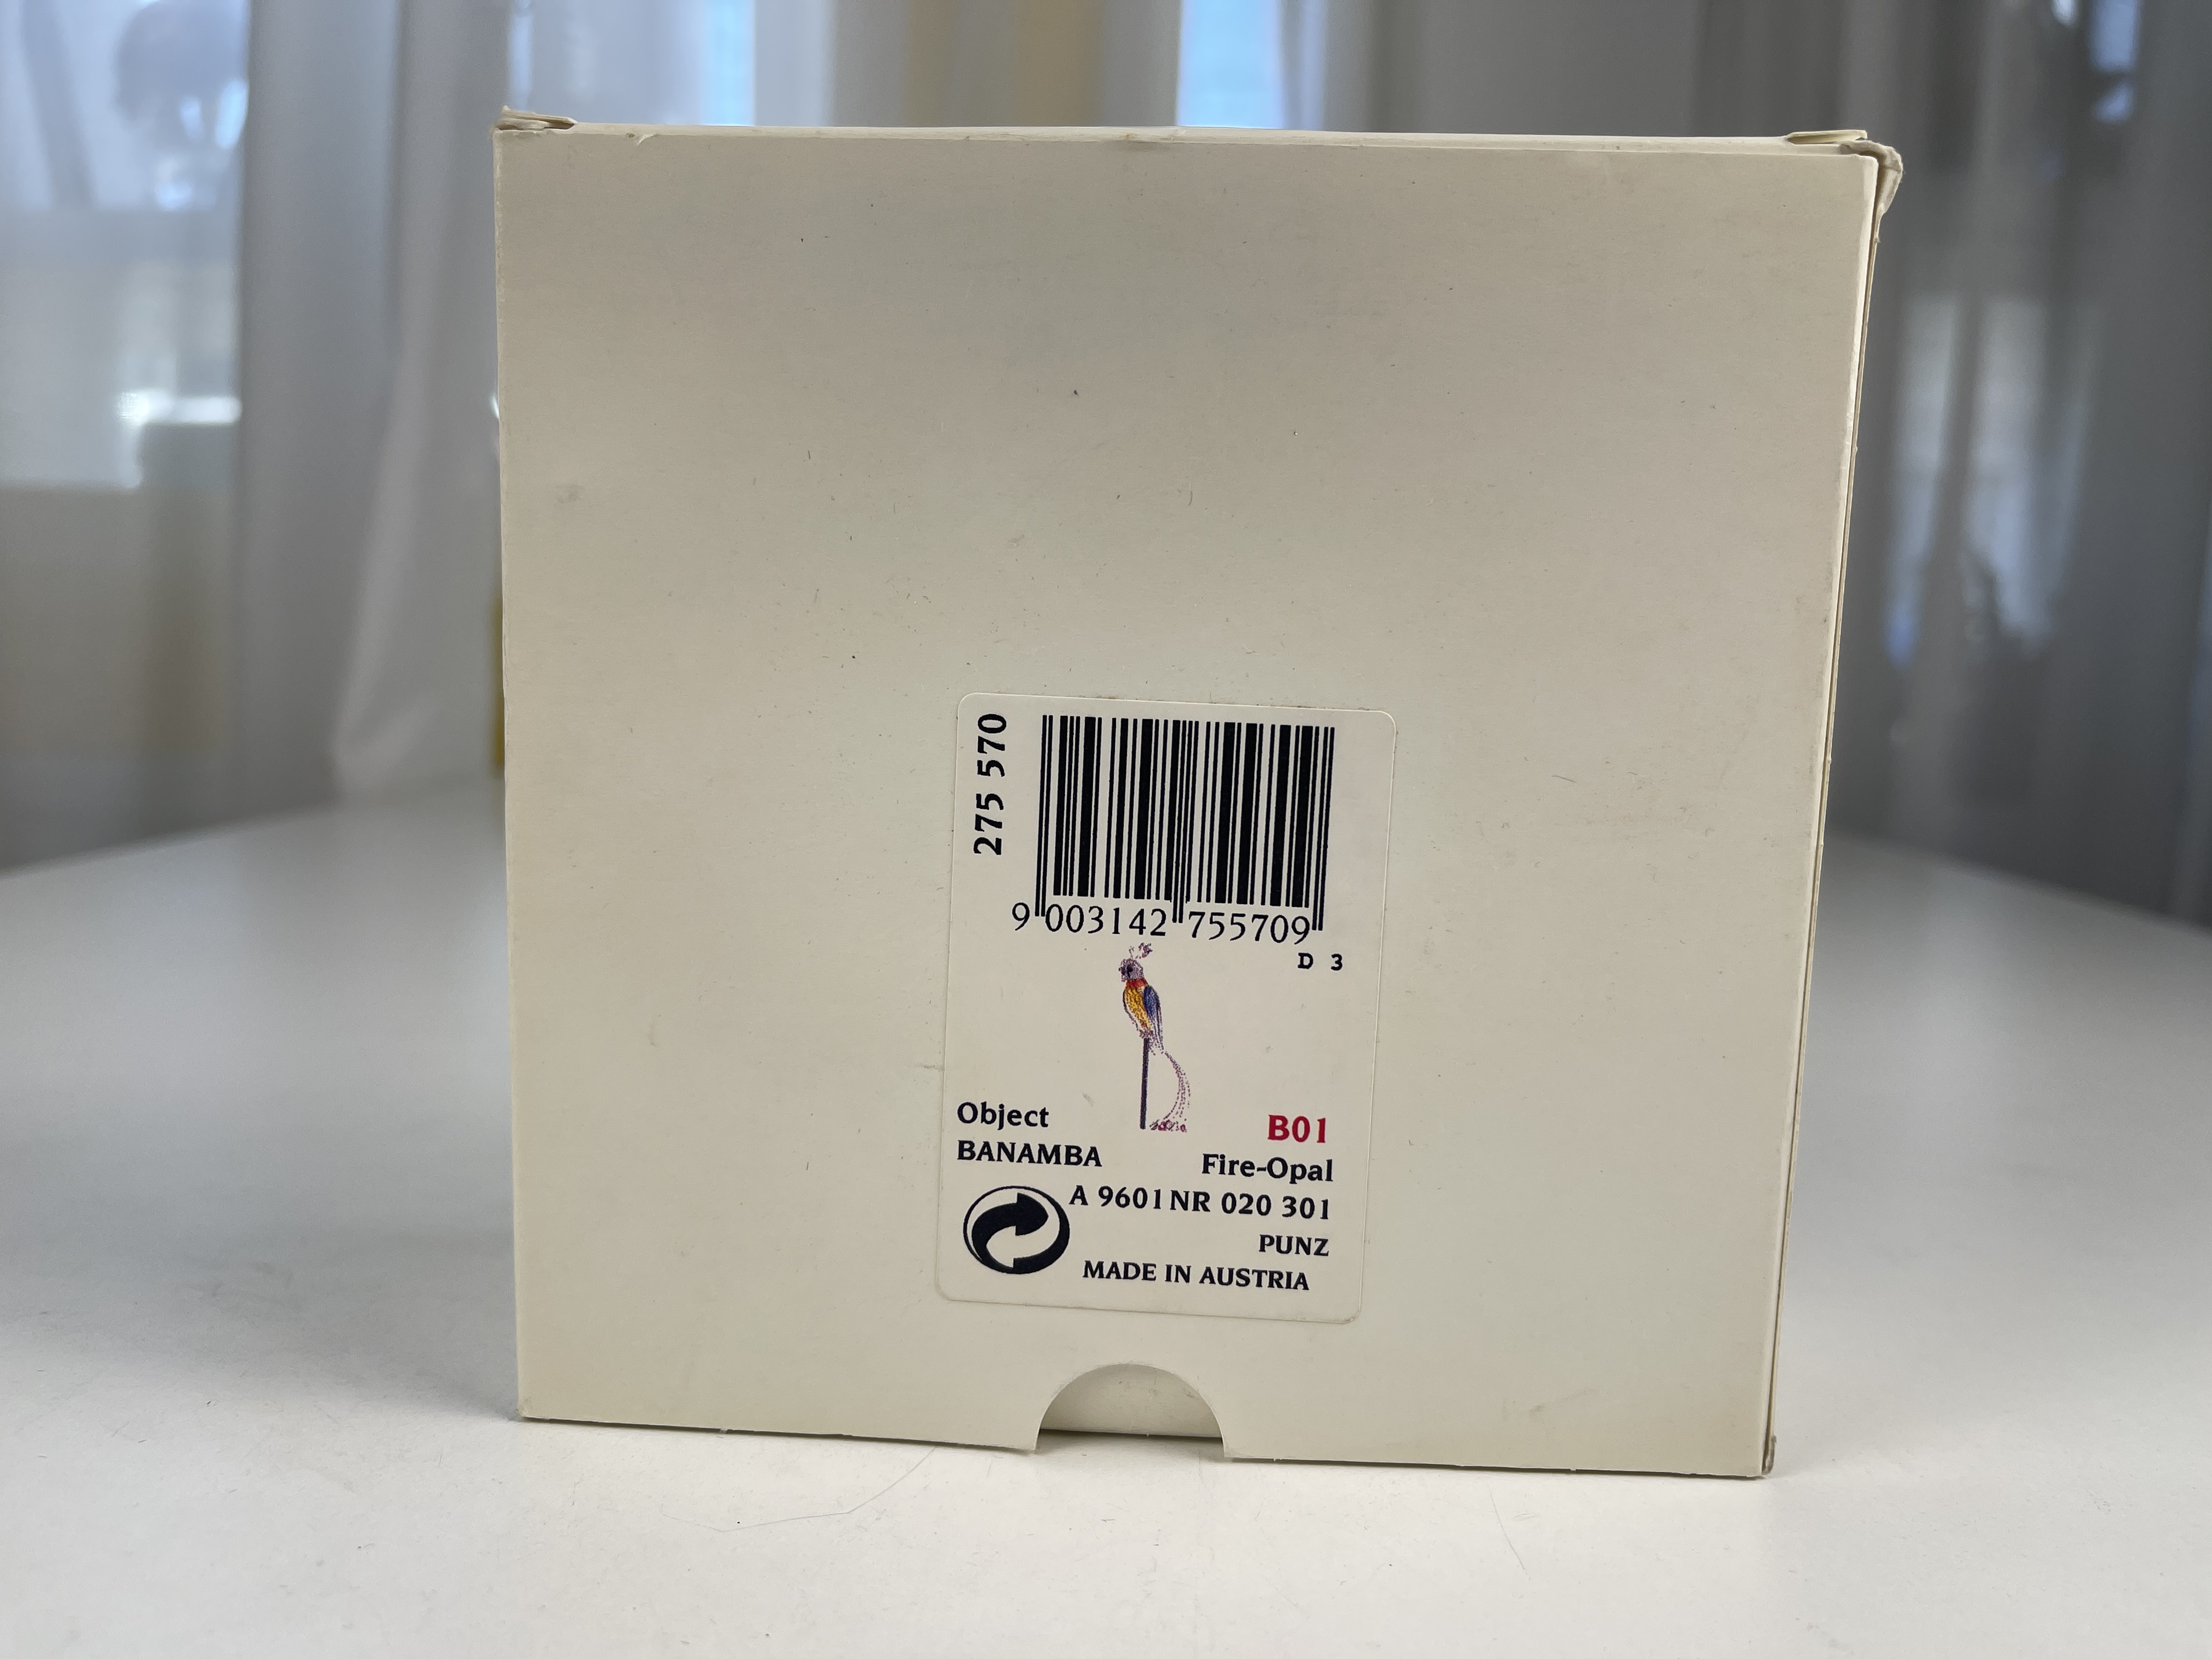 275 570
9 003142 755709
D 3
Object
B01
BANAMBA
Fire-Opal
A 9601 NR 020 301
PUNZ
MADE IN AUSTRIA